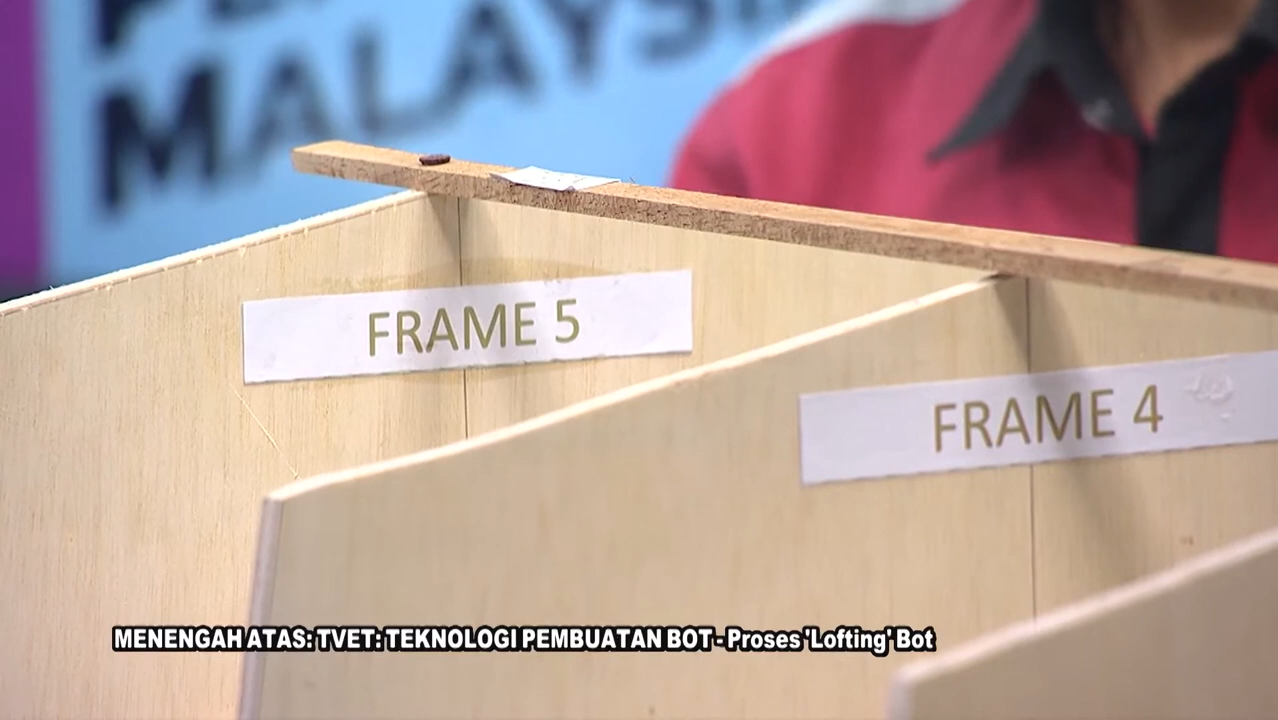 MALAYSIA
FRAME 5
FRAME 4
MENENGAH ATAS: TVET: TEKNOLOGI PEMBUATAN BOT - Proses 'Lofting' Bot